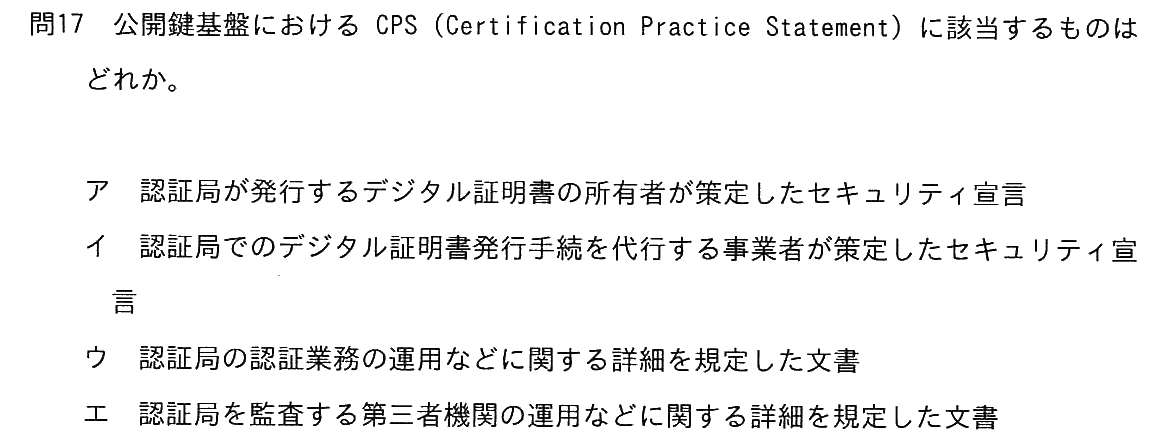 問17　公開鍵基盤における CPS (Certification Practice Statement) に該当するものは
どれか。
ア　認証局が発行するデジタル証明書の所有者が策定したセキュリティ宣言
イ　認証局でのデジタル証明書発行手続を代行する事業者が策定したセキュリティ宣
言
ウ　認証局の認証業務の運用などに関する詳細を規定した文書
エ　認証局を監査する第三者機関の運用などに関する詳細を規定した文書